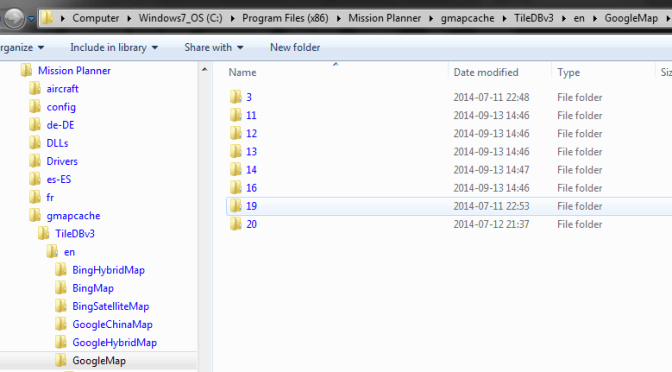 Computer ▸ Windows7_OS (C:) ▸ Program Files (x86) ▸ Mission Planner ▸ gmapcache ▸ TileDBv3 ▸ en ▸ GoogleMap ▸
rganize Include in library Share with New folder
Mission Planner
aircraft
config
de-DE
DLLs
Drivers
es-ES
fr
gmapcache
TileDBv3
en
BingHybridMap
BingMap
BingSatelliteMap
GoogleChinaMap
GoogleHybridMap
GoogleMap
Name Date modified Type Siz
3 2014-07-11 22:48 File folder
11 2014-09-13 14:46 File folder
12 2014-09-13 14:46 File folder
13 2014-09-13 14:46 File folder
14 2014-09-13 14:47 File folder
16 2014-09-13 14:46 File folder
19 2014-07-11 22:53 File folder
20 2014-07-12 21:37 File folder